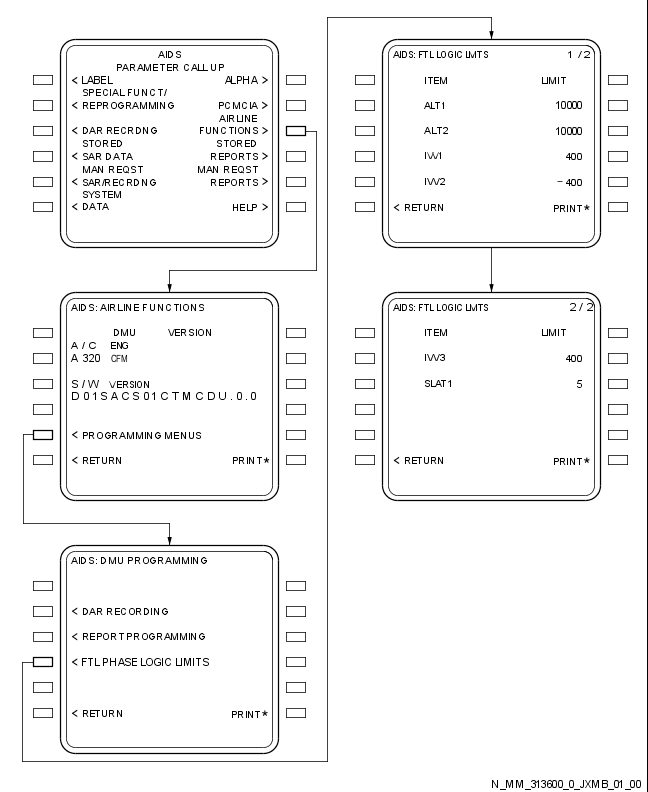 AIDS
PARAMETER CALL UP
< LABEL ALPHA >
SPECIAL FUNCT/
< REPROGRAMMING PCMCIA >
AIRLINE
< DAR RECRDNG FUNCTIONS >
STORED STORED
< SAR DATA REPORTS >
MAN REQST MAN REQST
< SAR/RECRDNG REPORTS >
SYSTEM
< DATA HELP >
AIDS: AIRLINE FUNCTIONS
DMU VERSION
A / C ENG
A 320 CFM
S / W VERSION
D 0 1 S A C S 0 1 C T M C D U . 0 . 0
< PROGRAMMING MENUS
< RETURN PRINT*
AIDS: DMU PROGRAMMING
< DAR RECORDING
< REPORT PROGRAMMING
< FTL PHASE LOGIC LIMITS
< RETURN PRINT*
AIDS: FTL LOGIC LMTS 1 / 2
ITEM LIMIT
ALT1 10000
ALT2 10000
IVV1 400
IVV2 - 400
< RETURN PRINT*
AIDS: FTL LOGIC LMTS 2 / 2
ITEM LIMIT
IVV3 400
SLAT1 5
< RETURN PRINT*
N_MM_313600_0_JXMB_01_00